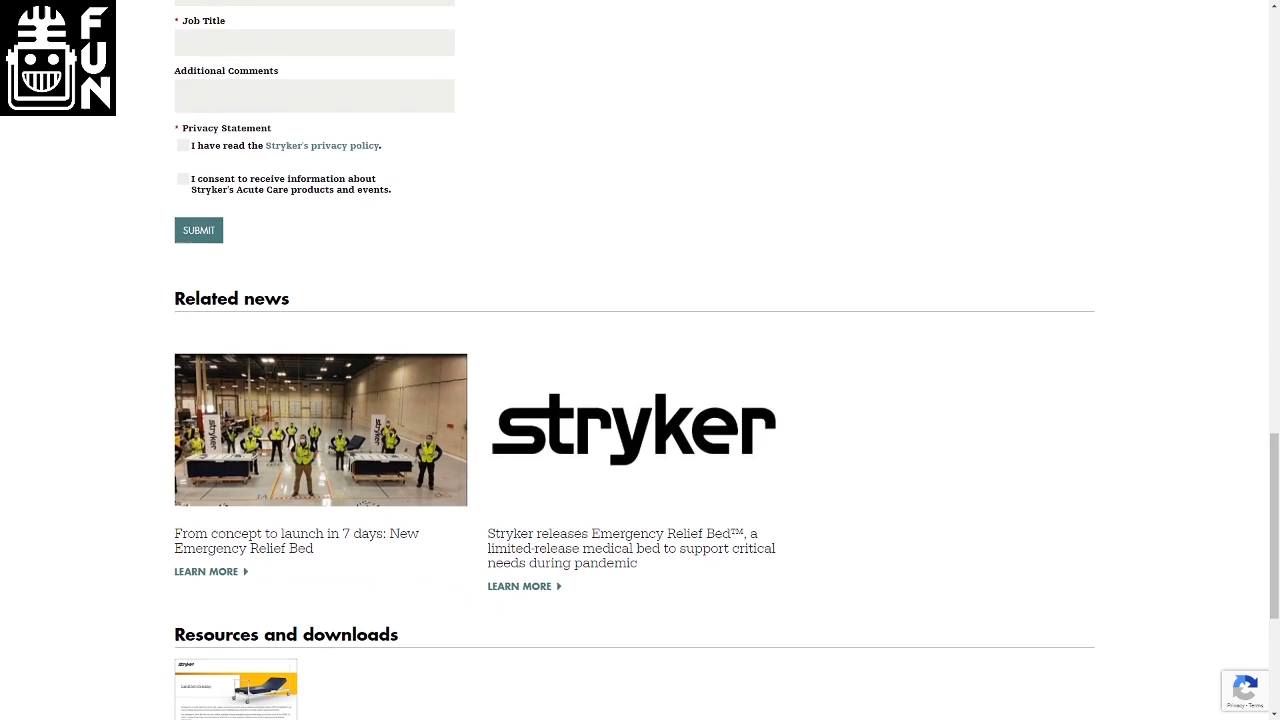 FUN
* Job Title
Additional Comments
* Privacy Statement
I have read the Stryker's privacy policy.
I consent to receive information about
Stryker's Acute Care products and events.
SUBMIT
Related news
stryker
stryker
stryker
From concept to launch in 7 days: New
Emergency Relief Bed
LEARN MORE
Stryker releases Emergency Relief Bed™, a
limited-release medical bed to support critical
needs during pandemic
LEARN MORE
Resources and downloads
stryker
Privacy - Terms